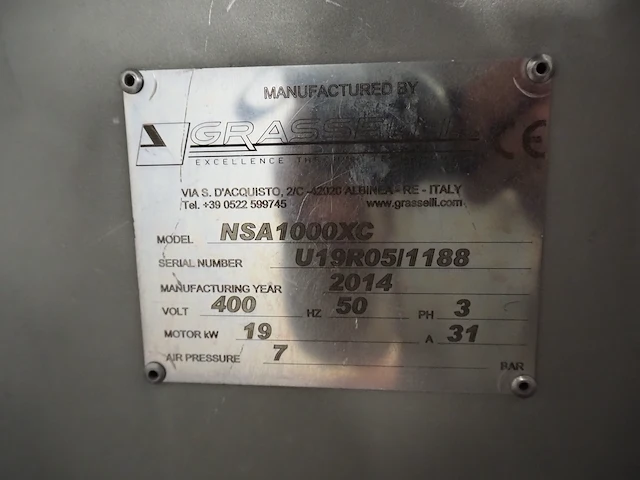 MANUFACTURED BY
GRASSELLI
CE
EXCELLENCE
VIA S. D'ACQUISTO, 2/C -42020 ALBINEA - RE - ITALY
Tel. +39 0522 599745 www.grasselli.com
MODEL NSA1000XC
SERIAL NUMBER U19R05/1188
MANUFACTURING YEAR 2014
VOLT 400 HZ 50 PH 3
MOTOR kW 19 A 31
AIR PRESSURE 7 BAR